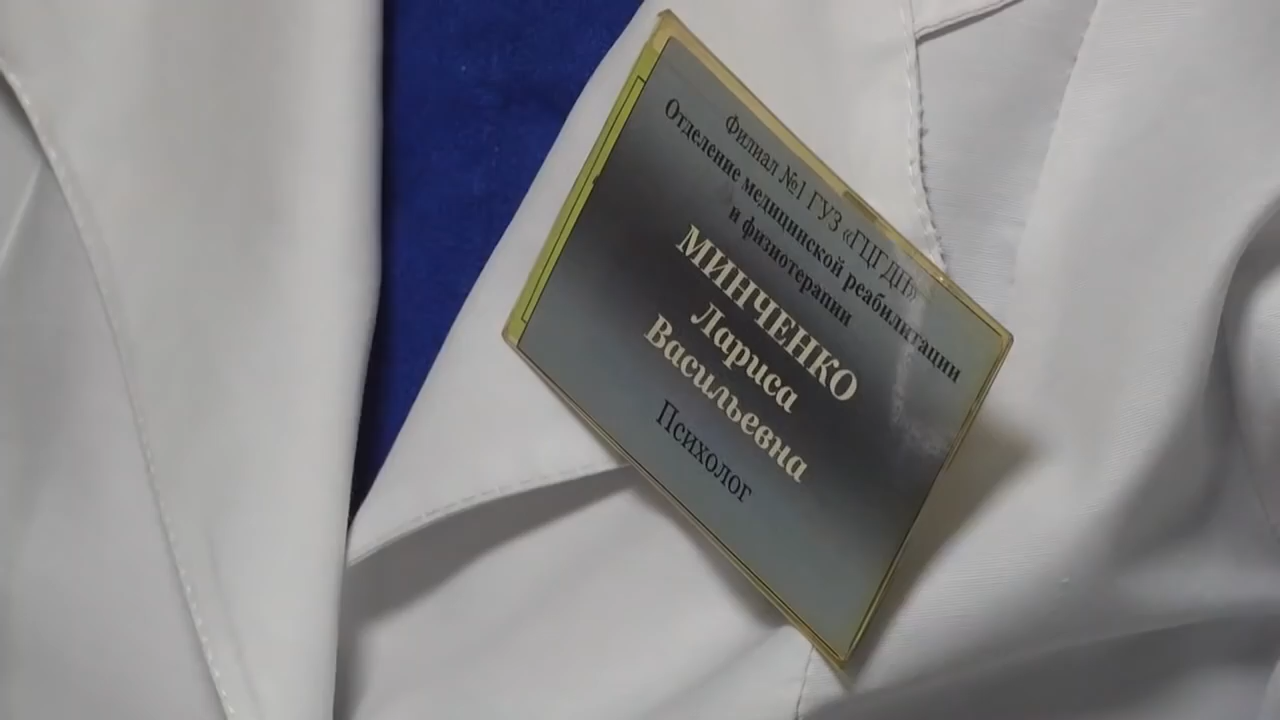 Филиал №1 ГУЗ «ГЦГДП»
Отделение медицинской реабилитации
и физиотерапии
МИНЧЕНКО
Лариса
Васильевна
Психолог